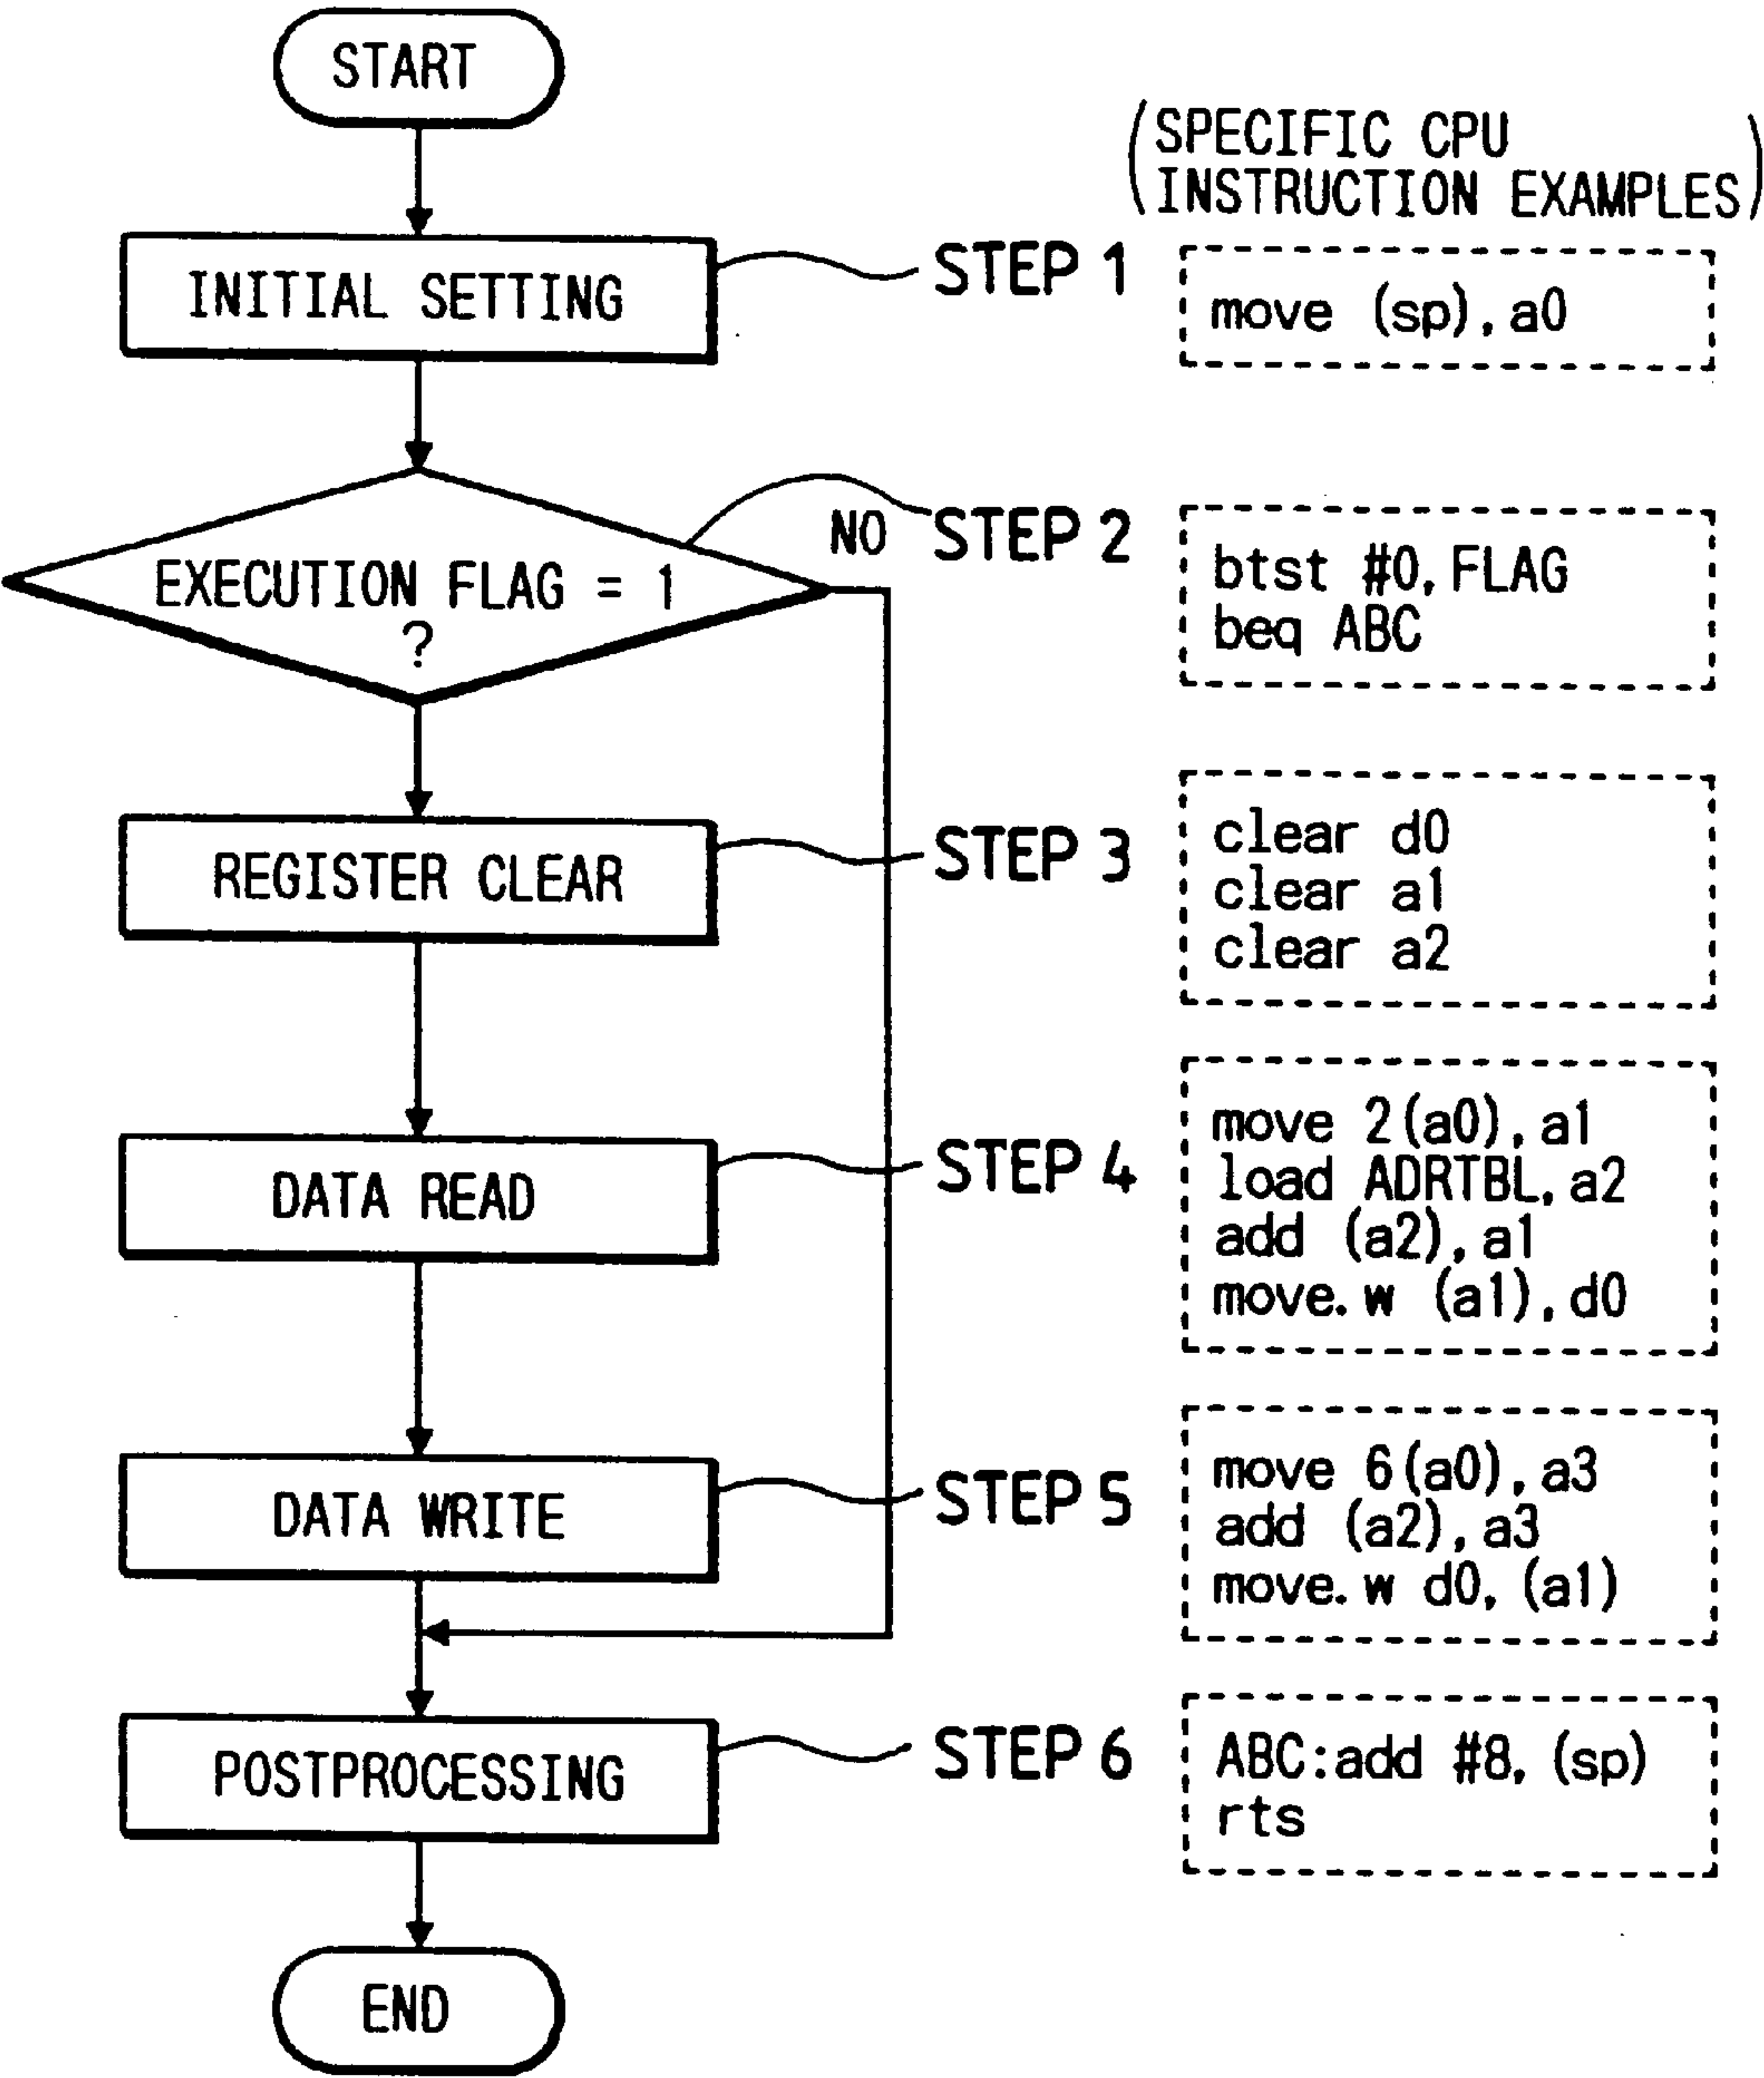 START
(SPECIFIC CPU
INSTRUCTION EXAMPLES)
INITIAL SETTING
STEP 1
move (sp), a0
EXECUTION FLAG = 1
?
NO
STEP 2
btst #0, FLAG
beq ABC
REGISTER CLEAR
STEP 3
clear d0
clear a1
clear a2
DATA READ
STEP 4
move 2(a0), a1
load ADRTBL, a2
add (a2), a1
move.w (a1), d0
DATA WRITE
STEP 5
move 6(a0), a3
add (a2), a3
move.w d0, (a1)
POSTPROCESSING
STEP 6
ABC:add #8, (sp)
rts
END